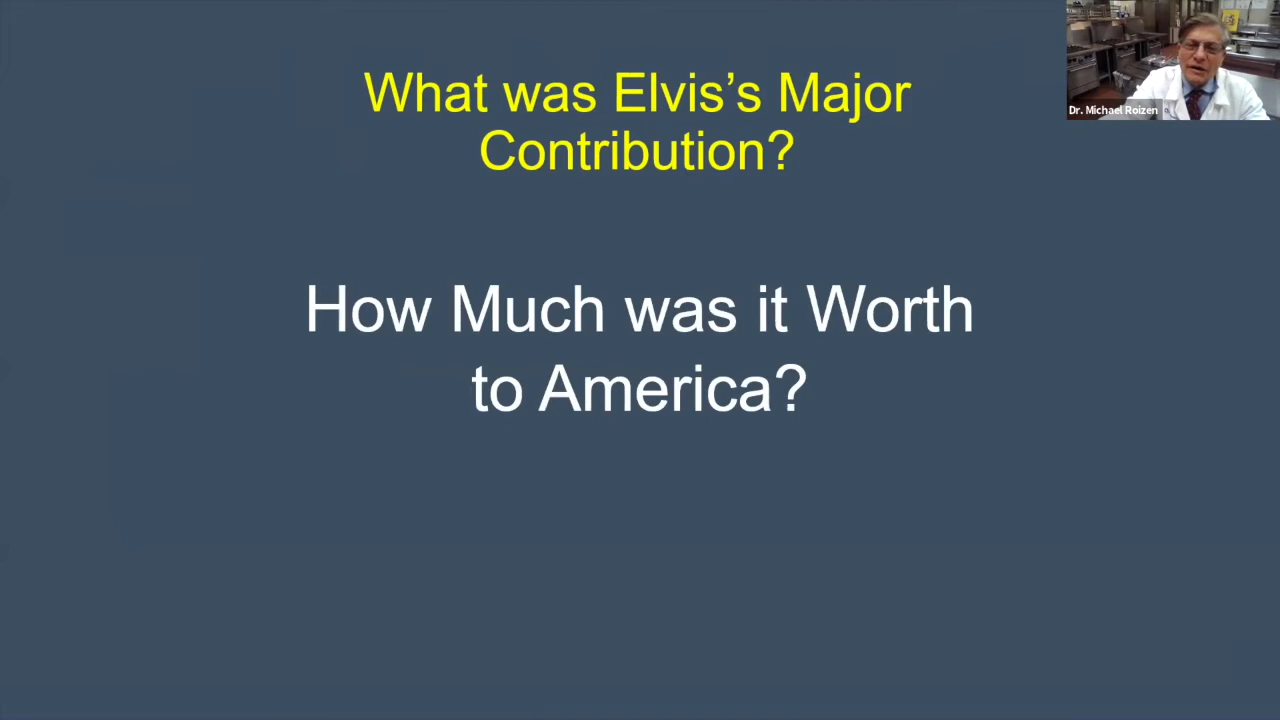 What was Elvis’s Major
Contribution?
How Much was it Worth
to America?
Dr. Michael Roizen